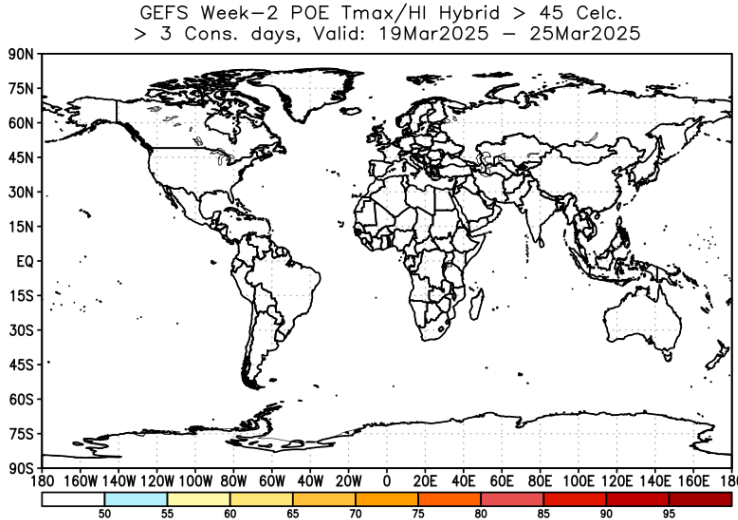 GEFS Week-2 POE Tmax/HI Hybrid > 45 Celc.
> 3 Cons. days, Valid: 19Mar2025 - 25Mar2025
90N
75N
60N
45N
30N
15N
EQ
15S
30S
45S
60S
75S
90S
180 160W 140W 120W 100W 80W 60W 40W 20W 0 20E 40E 60E 80E 100E 120E 140E 160E 180
50 55 60 65 70 75 80 85 90 95